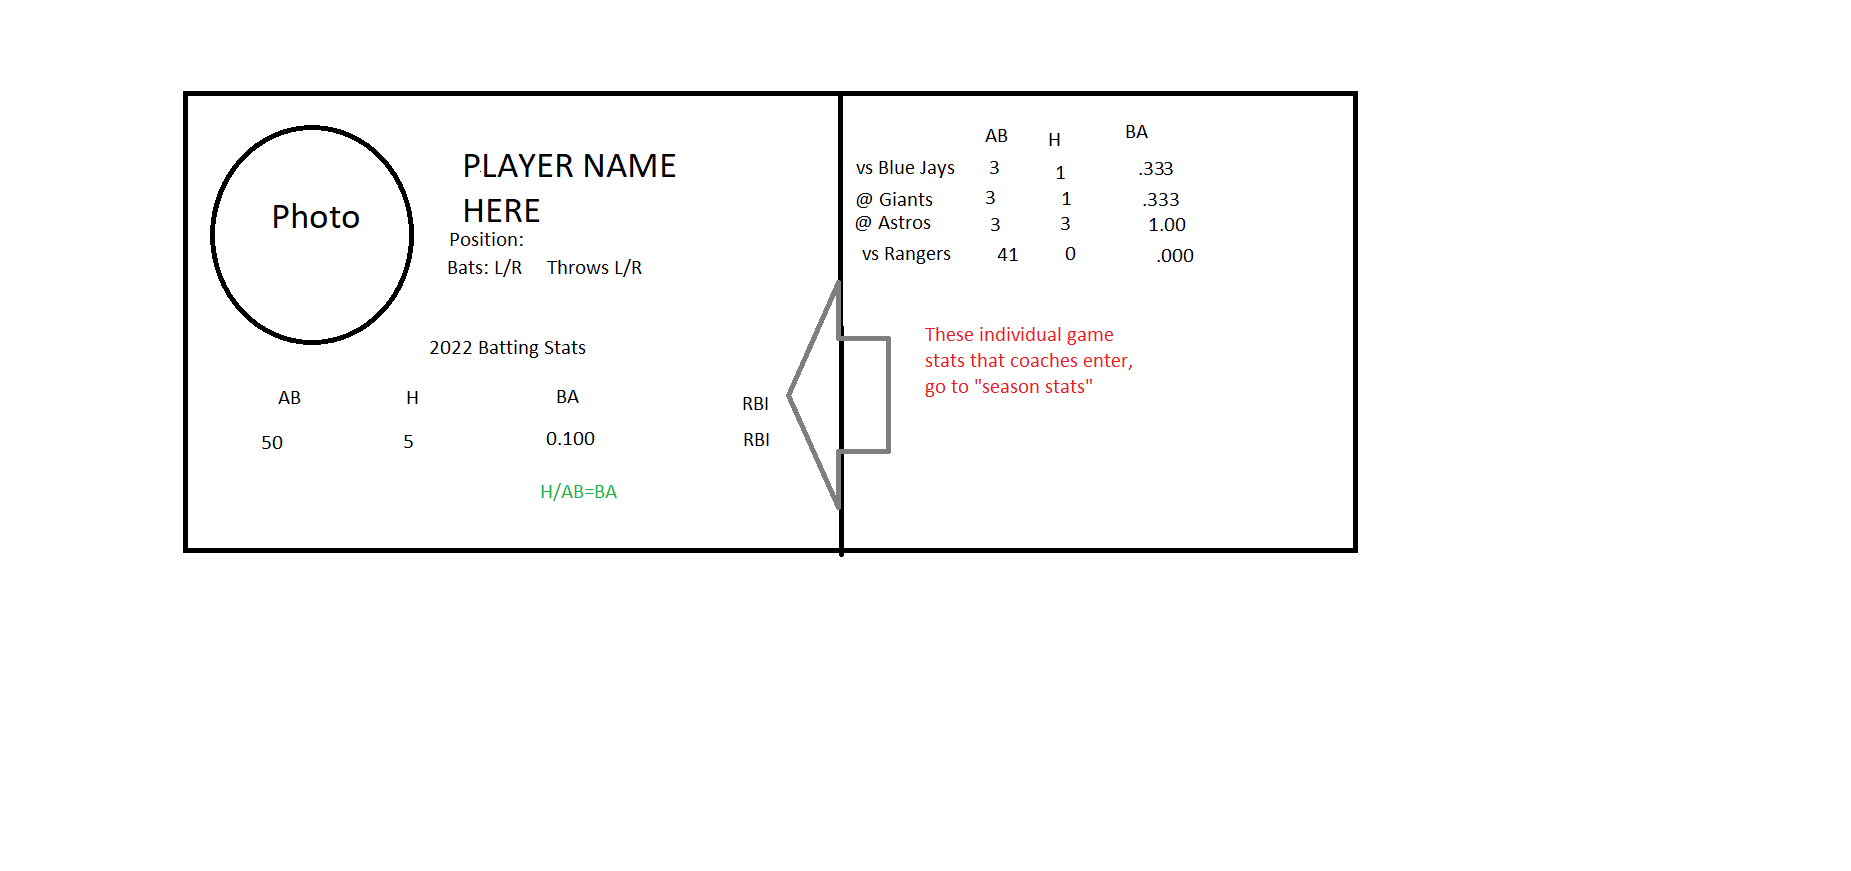 Photo
PLAYER NAME
HERE
Position:
Bats: L/R Throws L/R
2022 Batting Stats
AB H BA RBI
50 5 0.100 RBI
H/AB=BA
AB H BA
vs Blue Jays 3 1 .333
@ Giants 3 1 .333
@ Astros 3 3 1.00
vs Rangers 41 0 .000
These individual game
stats that coaches enter,
go to "season stats"